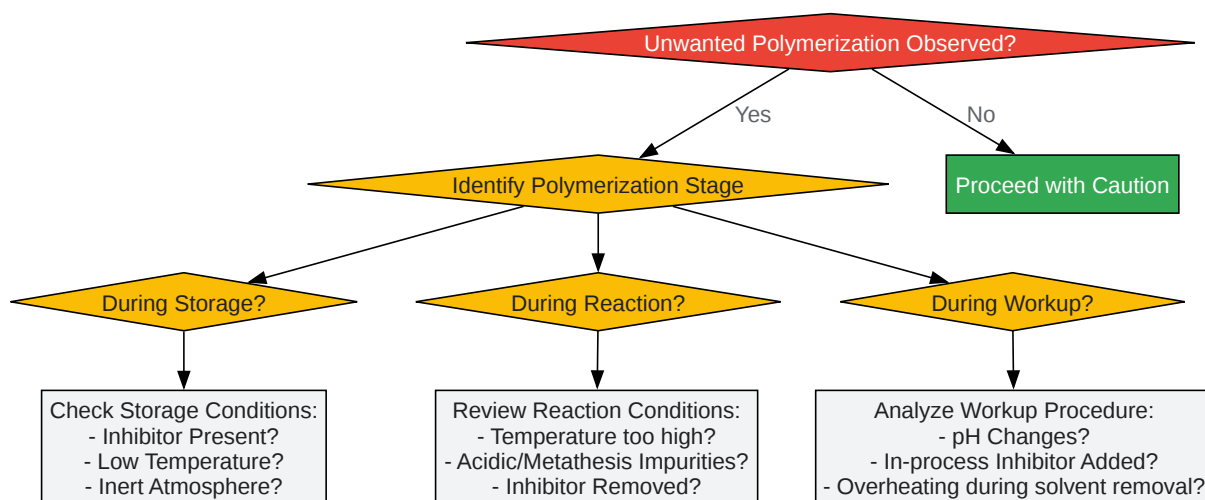 Unwanted Polymerization Observed?
Yes
No
Identify Polymerization Stage
Proceed with Caution
During Storage?
During Reaction?
During Workup?
Check Storage Conditions:
- Inhibitor Present?
- Low Temperature?
- Inert Atmosphere?
Review Reaction Conditions:
- Temperature too high?
- Acidic/Metathesis Impurities?
- Inhibitor Removed?
Analyze Workup Procedure:
- pH Changes?
- In-process Inhibitor Added?
- Overheating during solvent removal?